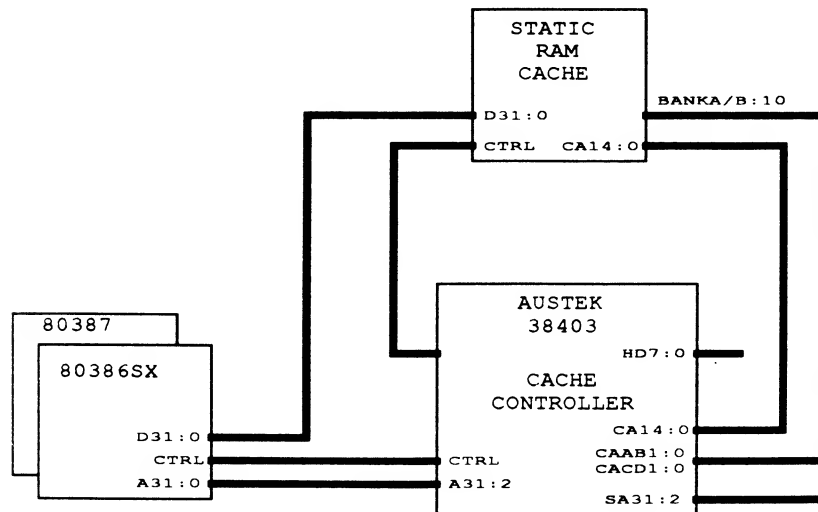 STATIC
RAM
CACHE
BANKA/B:10
D31:0
CTRL CA14:0
AUSTEK
38403
80387
HD7:0
80386SX
CACHE
CONTROLLER
CA14:0
D31:0
CAAB1:0
CTRL
CTRL
CACD1:0
A31:0
A31:2
SA31:2